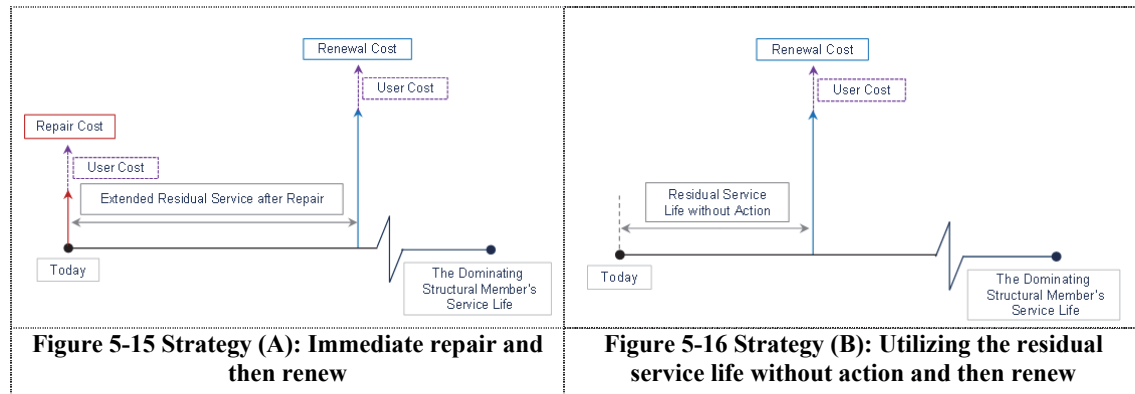 Renewal Cost
User Cost
Repair Cost
User Cost
Extended Residual Service after Repair
Today
The Dominating
Structural Member's
Service Life
Figure 5-15 Strategy (A): Immediate repair and
then renew
Renewal Cost
User Cost
Residual Service
Life without Action
Today
The Dominating
Structural Member's
Service Life
Figure 5-16 Strategy (B): Utilizing the residual
service life without action and then renew